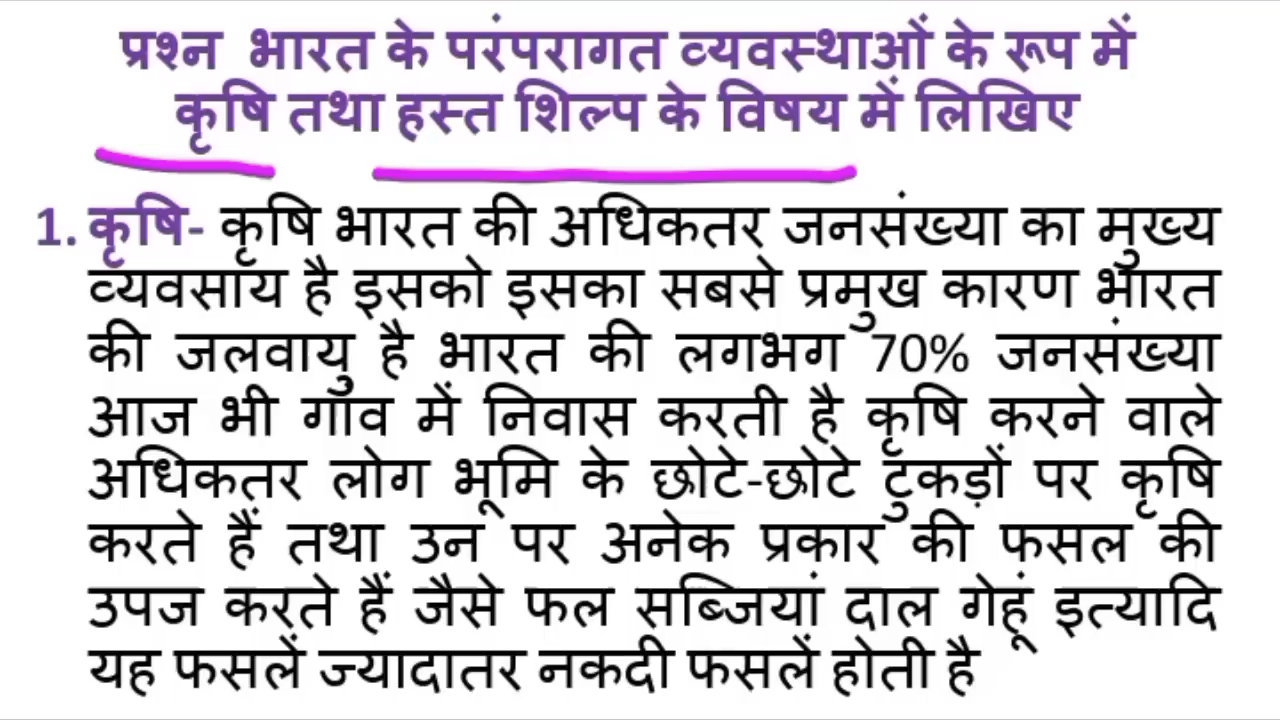 प्रश्न भारत के परंपरागत व्यवस्थाओं के रूप में
कृषि तथा हस्त शिल्प के विषय में लिखिए
1. कृषि- कृषि भारत की अधिकतर जनसंख्या का मुख्य
व्यवसाय है इसको इसका सबसे प्रमुख कारण भारत
की जलवायु है भारत की लगभग 70% जनसंख्या
आज भी गांव में निवास करती है कृषि करने वाले
अधिकतर लोग भूमि के छोटे-छोटे टुकड़ों पर कृषि
करते हैं तथा उन पर अनेक प्रकार की फसल की
उपज करते हैं जैसे फल सब्जियां दाल गेहूं इत्यादि
यह फसलें ज्यादातर नकदी फसलें होती है